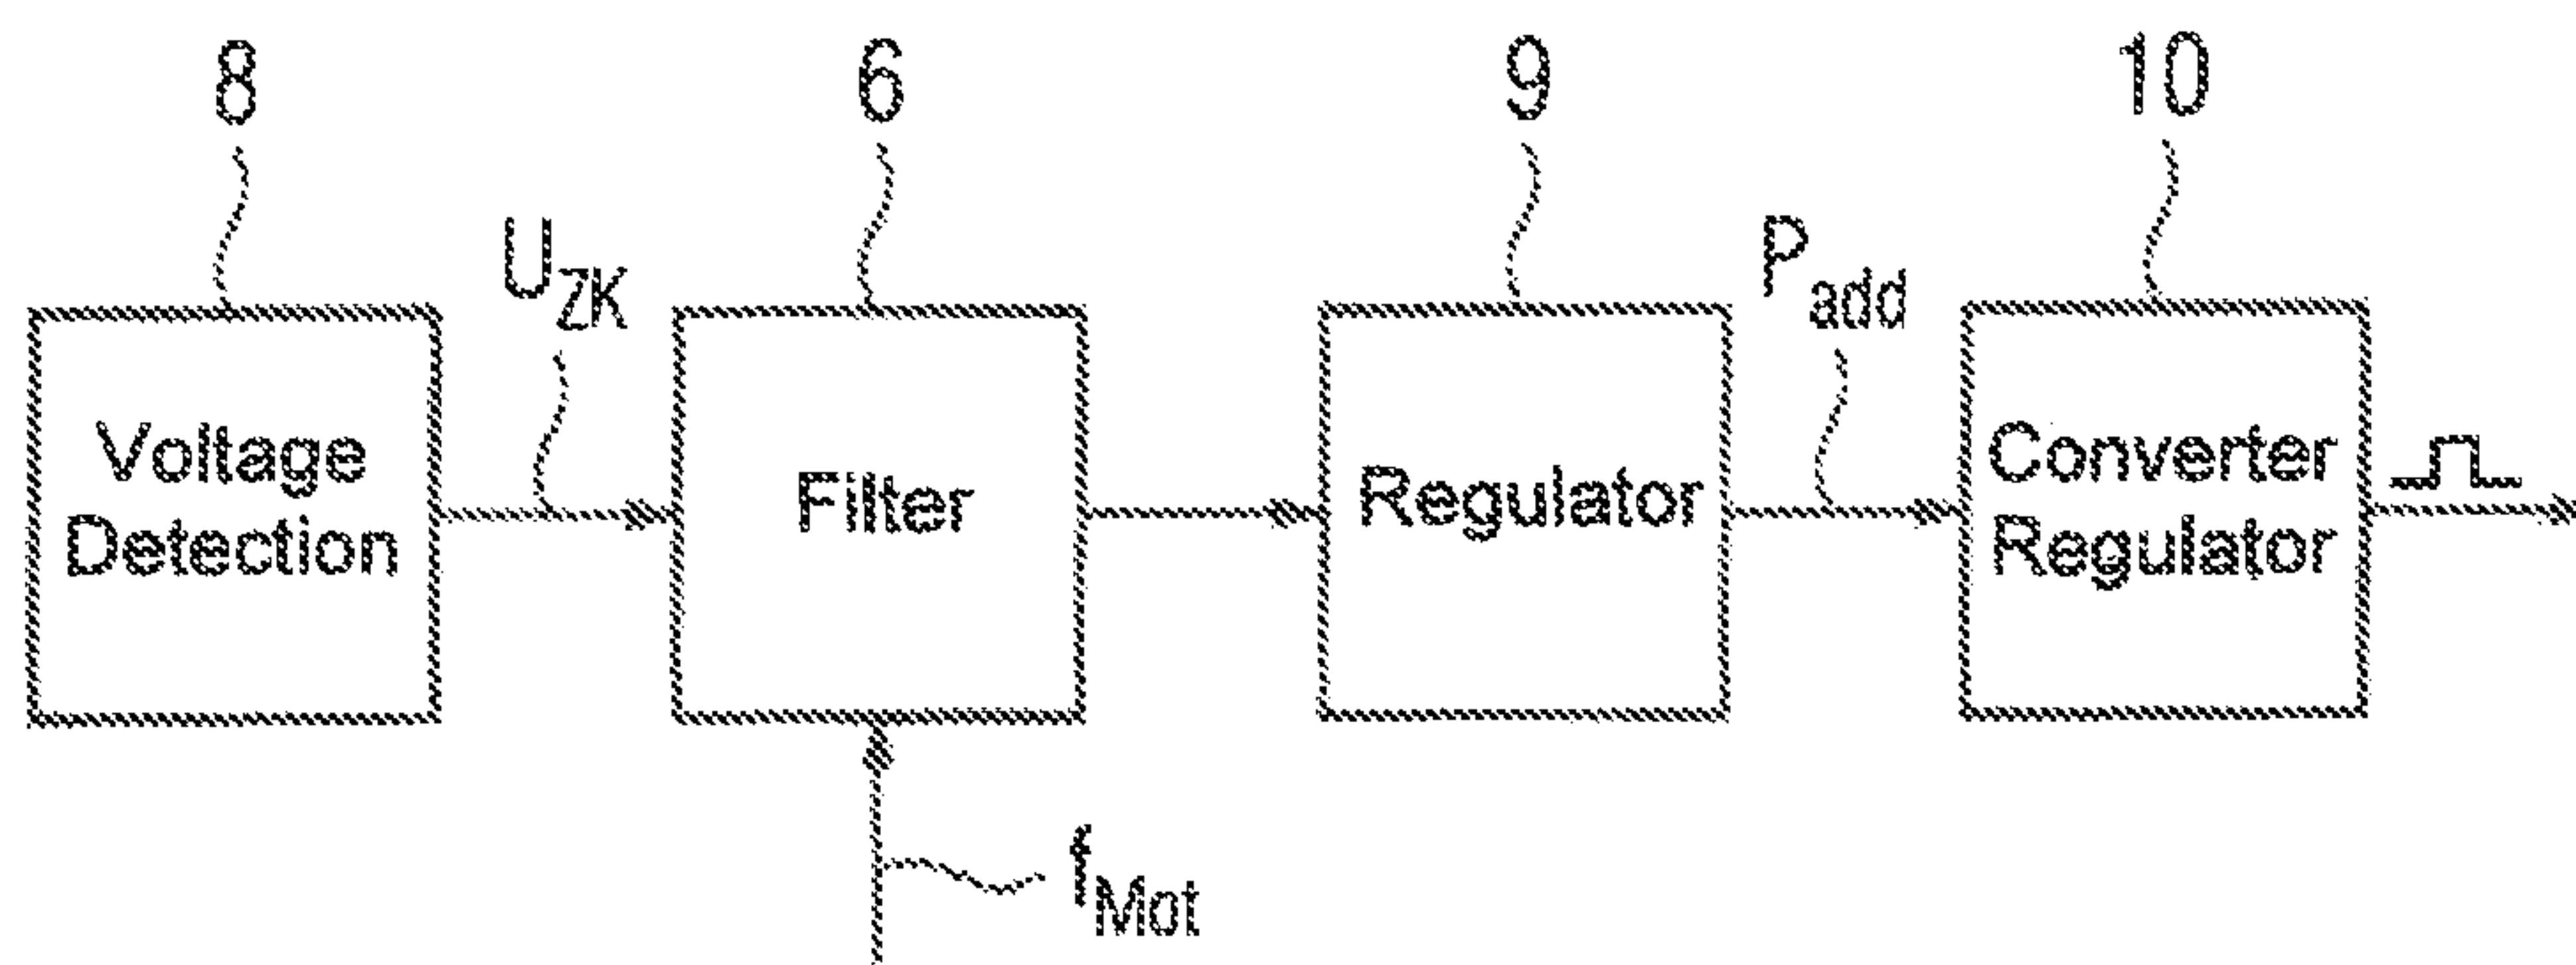 8 6 9 10
U_ZK P_add
Voltage
Detection
Filter
Regulator
Converter
Regulator
f_Mot